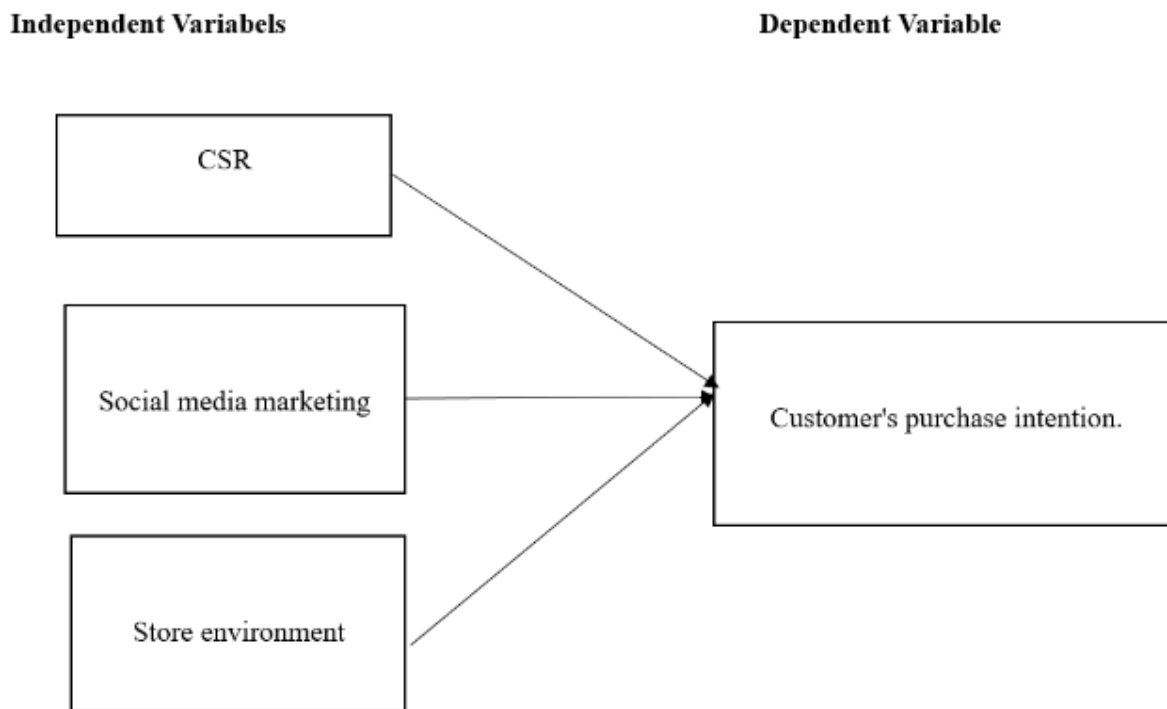 Independent Variabels
Dependent Variable
CSR
Social media marketing
Customer's purchase intention.
Store environment